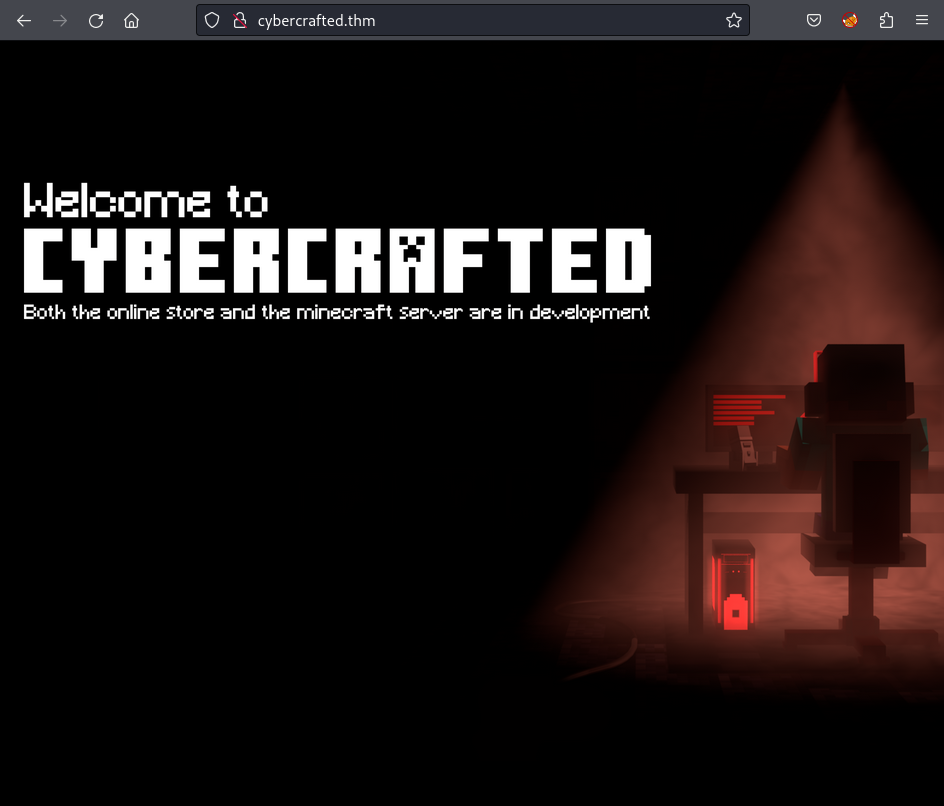 cybercrafted.thm
Welcome to
CYBERCRAFTED
Both the online store and the minecraft server are in development